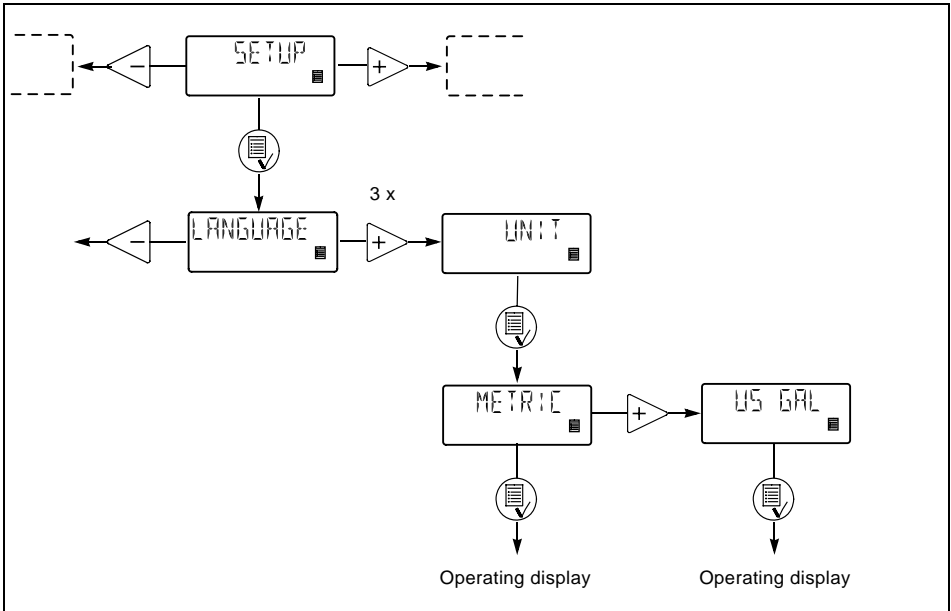 SETUP
3 x
LANGUAGE
UNIT
METRIC
US GAL
Operating display
Operating display